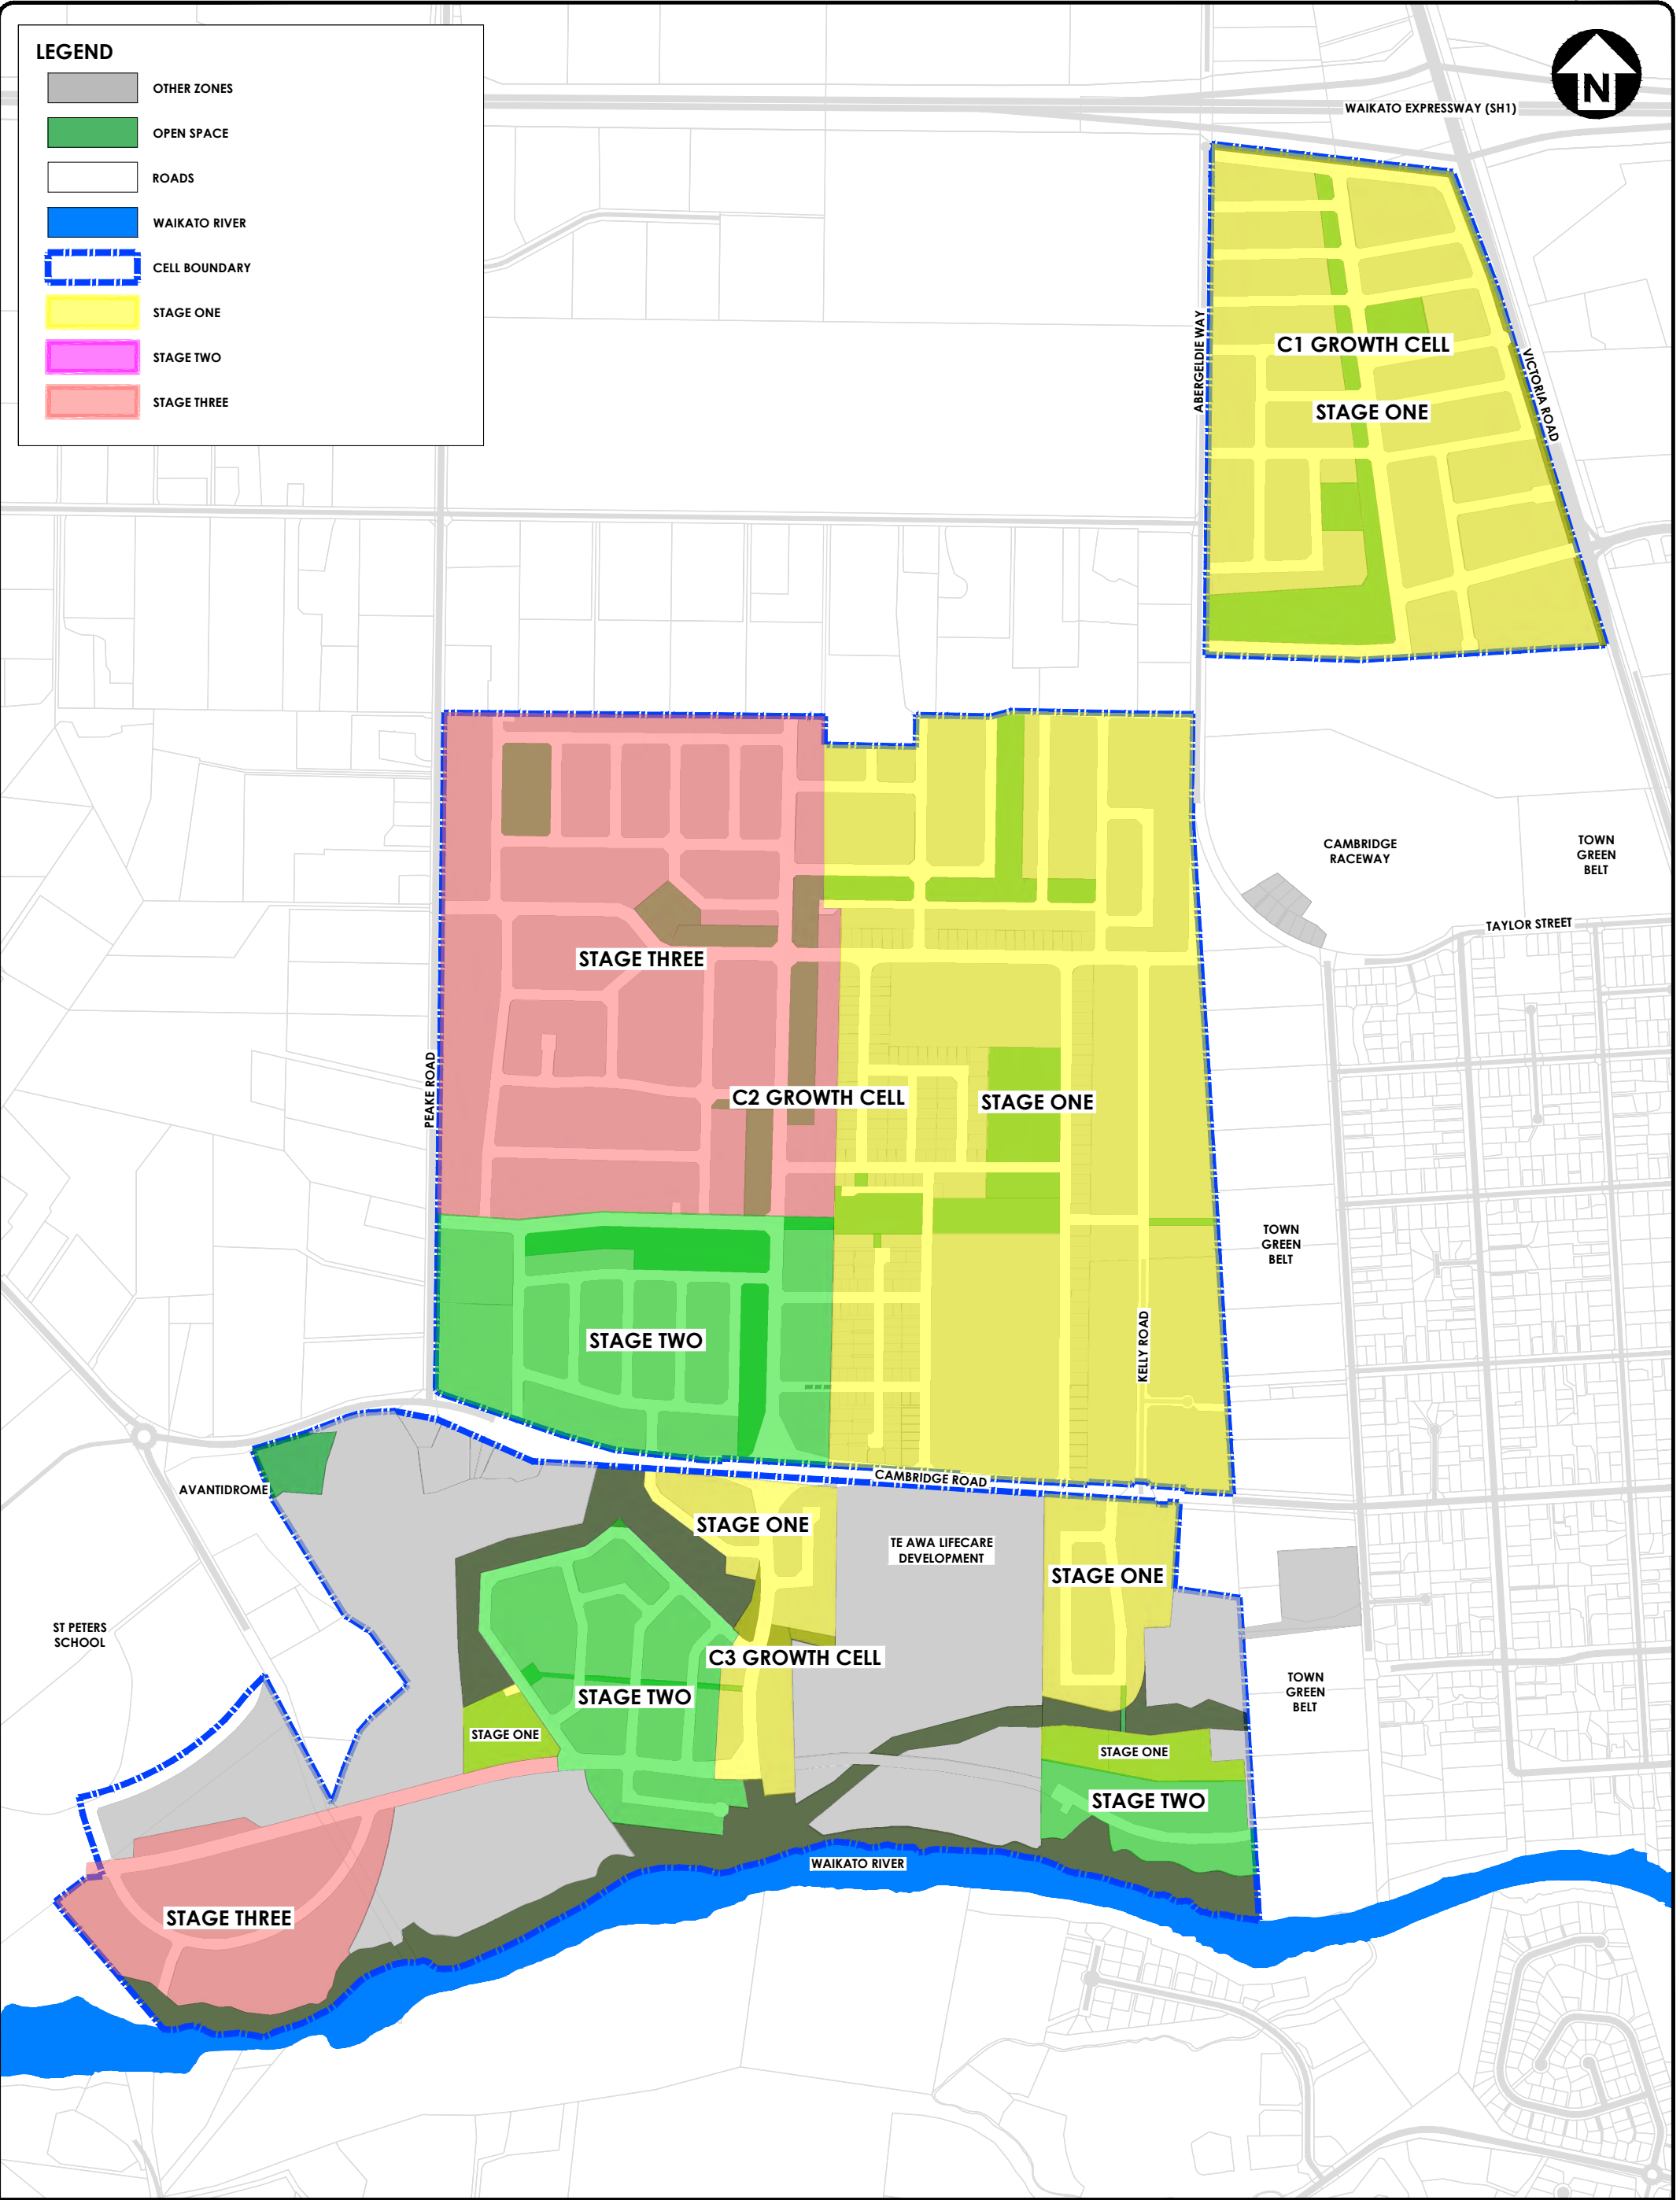 LEGEND
OTHER ZONES
OPEN SPACE
ROADS
WAIKATO RIVER
CELL BOUNDARY
STAGE ONE
STAGE TWO
STAGE THREE
N
WAIKATO EXPRESSWAY (SH1)
ABERGELDIE WAY
C1 GROWTH CELL
STAGE ONE
VICTORIA ROAD
CAMBRIDGE
RACEWAY
TOWN
GREEN
BELT
TAYLOR STREET
STAGE THREE
PEAKE ROAD
C2 GROWTH CELL
STAGE ONE
TOWN
GREEN
BELT
STAGE TWO
KELLY ROAD
CAMBRIDGE ROAD
AVANTIDROME
STAGE ONE
TE AWA LIFECARE
DEVELOPMENT
STAGE ONE
ST PETERS
SCHOOL
C3 GROWTH CELL
STAGE TWO
TOWN
GREEN
BELT
STAGE ONE
STAGE ONE
STAGE TWO
WAIKATO RIVER
STAGE THREE